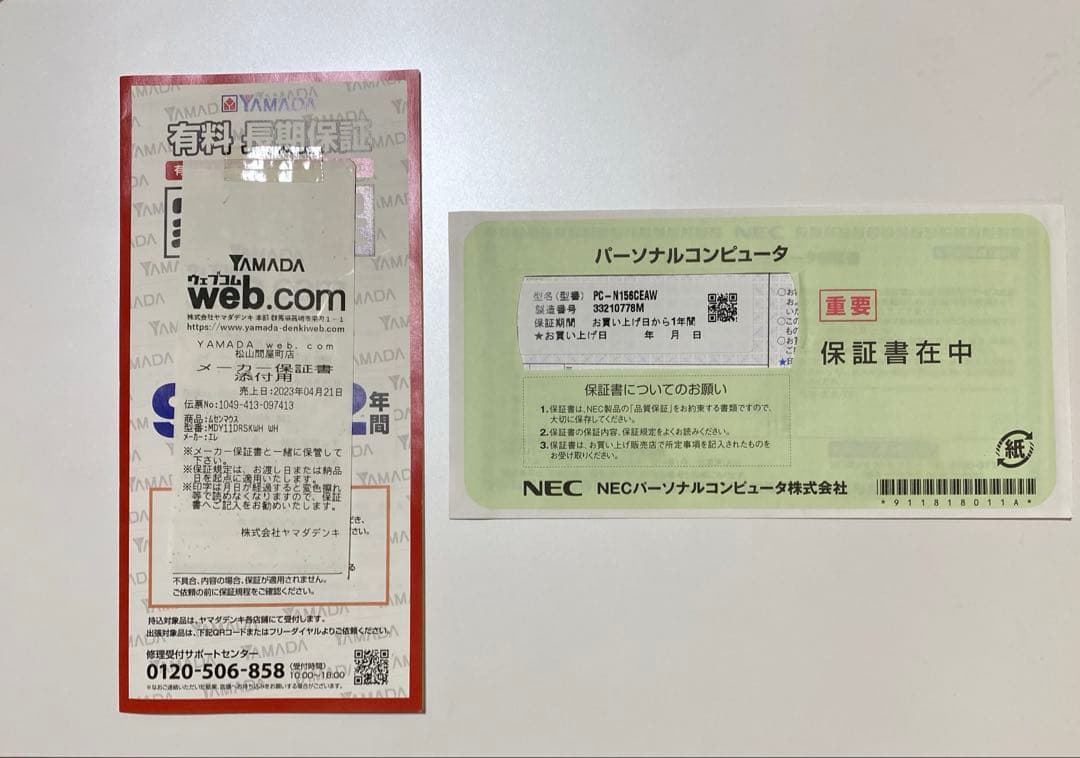 YAMADA
有料 長期保証
YAMADA
ウェブコム
web.com
株式会社ヤマダデンキ 本部 群馬県高崎市栄町1-1
https://www.yamada-denkiweb.com
YAMADA web.com
松山問屋町店
メーカー保証書
添付用
売上日:2023年04月21日
伝票No:1049-413-097413
商品:ムセンマウス
型番:MDY11DRSKWH WH
メーカー:エレ
※メーカー保証書と一緒に保管して
下さい。
※保証規定は、お渡し日または納品
日を起点に適用いたします。
※印字は月日が経過すると変色擦れ
等で読めなくなりますので、保証
書へご記入をお勧めいたします。
株式会社ヤマダデンキ
年
間
不具合、内容の場合、保証が適用されません。
ご依頼の前に保証規程をご確認ください。
持込対象品は、ヤマダデンキ各店舗にて受付します。
出張対象品は、下記QRコードまたはフリーダイヤルよりご依頼ください。
修理受付サポートセンター
0120-506-858 〈受付時間〉10:00~18:00
パーソナルコンピュータ
型名(型番) PC-N156CEAW
製造番号 33210778M
保証期間 お買い上げ日から1年間
★お買い上げ日 年 月 日
重要
保証書在中
保証書についてのお願い
1.保証書は、NEC製品の「品質保証」をお約束する書類ですので、
大切に保存してください。
2.保証書の保証内容、保証規定をよくお読みください。
3.保証書は、お買い上げ販売店で所定事項を記入されたものを
お受け取りください。
紙
NEC NECパーソナルコンピュータ株式会社
*911818011A*